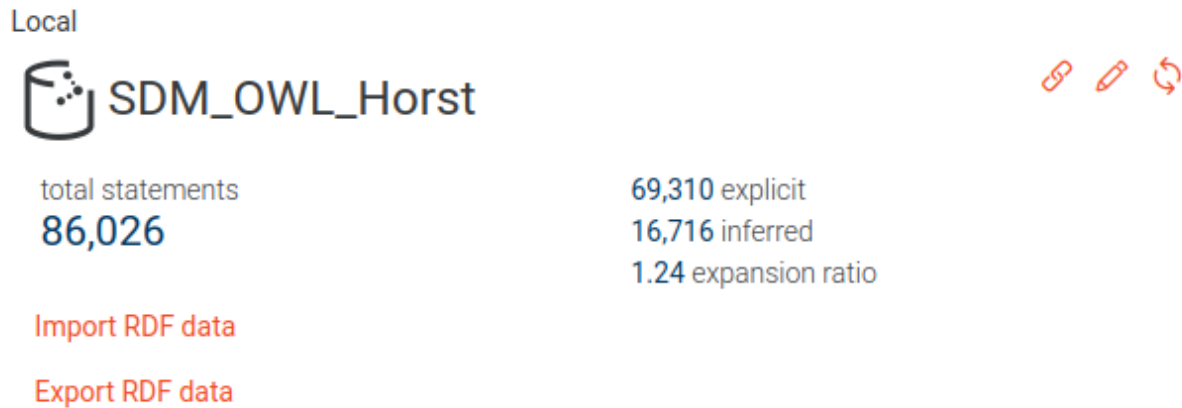 Local
SDM_OWL_Horst
total statements
86,026
69,310 explicit
16,716 inferred
1.24 expansion ratio
Import RDF data
Export RDF data